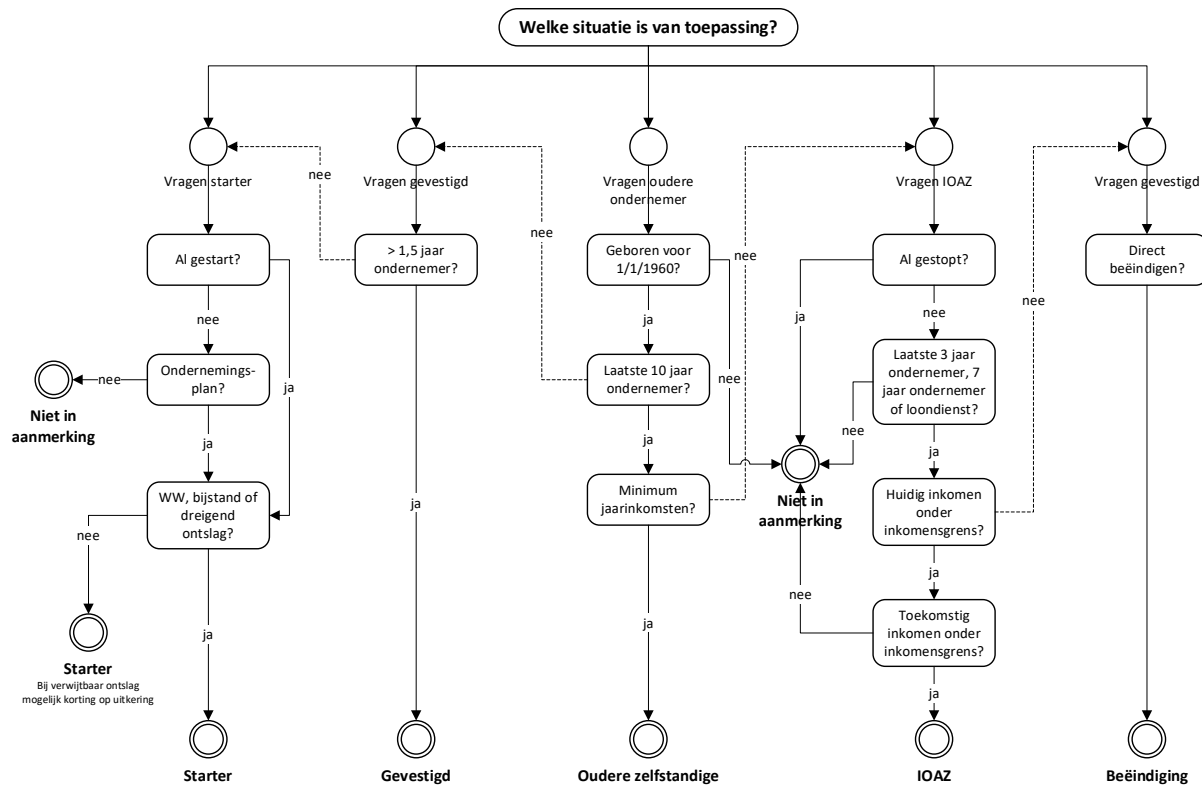 Welke situatie is van toepassing?
Vragen starter
Vragen gevestigd
Vragen oudere
ondernemer
Vragen IOAZ
Vragen gevestigd
nee
nee
nee
nee
Al gestart?
> 1,5 jaar
ondernemer?
Geboren voor
1/1/1960?
Al gestopt?
Direct
beëindigen?
nee
ja
ja
nee
Ondernemings-
plan?
nee
Niet in
aanmerking
ja
Laatste 10 jaar
ondernemer?
nee
Laatste 3 jaar
ondernemer, 7
jaar ondernemer
of loondienst?
nee
ja
ja
ja
WW, bijstand of
dreigend
ontslag?
nee
ja
Minimum
jaarinkomsten?
Niet in
aanmerking
Huidig inkomen
onder
inkomensgrens?
ja
nee
Toekomstig
inkomen onder
inkomensgrens?
ja
ja
ja
Starter
Bij verwijtbaar ontslag
mogelijk korting op uitkering
Starter
Gevestigd
Oudere zelfstandige
IOAZ
Beëindiging